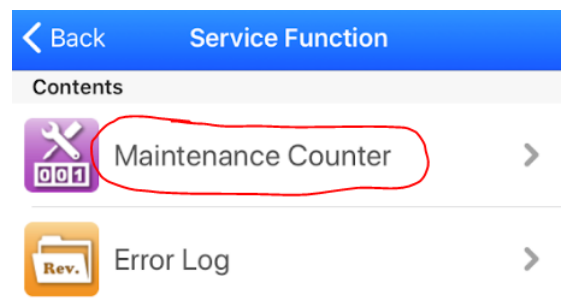 Back
Service Function
Contents
001
Maintenance Counter
Rev.
Error Log